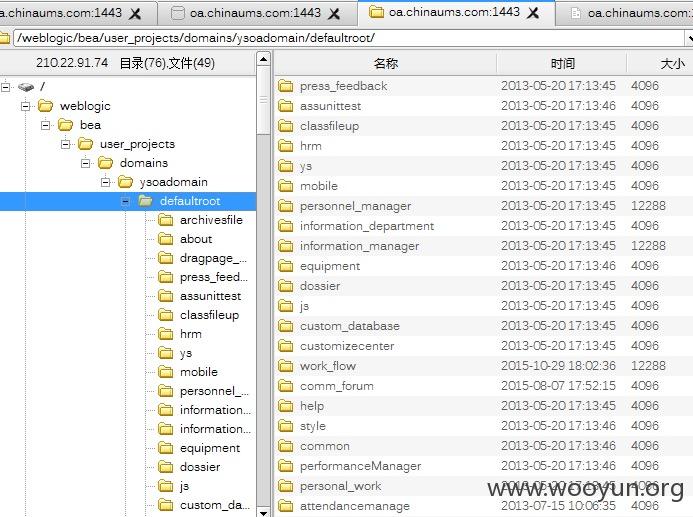 oa.chinaums.com:1443 oa.chinaums.com:1443 oa.chinaums.com:1443 oa.chinaums.com:1443
/weblogic/bea/user_projects/domains/ysoadomain/defaultroot/
210.22.91.74 目录(76),文件(49)
/
weblogic
bea
user_projects
domains
ysoadomain
defaultroot
archivesfile
about
dragpage_...
press_feed...
assunittest
classfileup
hrm
ys
mobile
personnel_...
information...
information...
equipment
dossier
js
custom_da...
名称 时间 大小
press_feedback 2013-05-20 17:13:45 4096
assunittest 2013-05-20 17:13:46 4096
classfileup 2013-05-20 17:13:45 4096
hrm 2013-05-20 17:13:45 4096
ys 2013-05-20 17:13:46 4096
mobile 2013-05-20 17:13:45 4096
personnel_manager 2013-05-20 17:13:45 12288
information_department 2013-05-20 17:13:45 4096
information_manager 2013-05-20 17:13:45 12288
equipment 2013-05-20 17:13:46 4096
dossier 2013-05-20 17:13:45 4096
js 2013-05-20 17:13:45 4096
custom_database 2013-05-20 17:13:45 4096
customizecenter 2013-05-20 17:13:45 4096
work_flow 2015-10-29 18:02:36 12288
comm_forum 2015-08-07 17:52:15 4096
help 2013-05-20 17:13:45 4096
style 2013-05-20 17:13:46 4096
common 2013-05-20 17:13:46 4096
performanceManager 2013-05-20 17:13:46 4096
personal_work 2013-05-20 17:13:45 4096
attendancemanage 2013-07-15 10:06:35 4096
www.wooyun.org